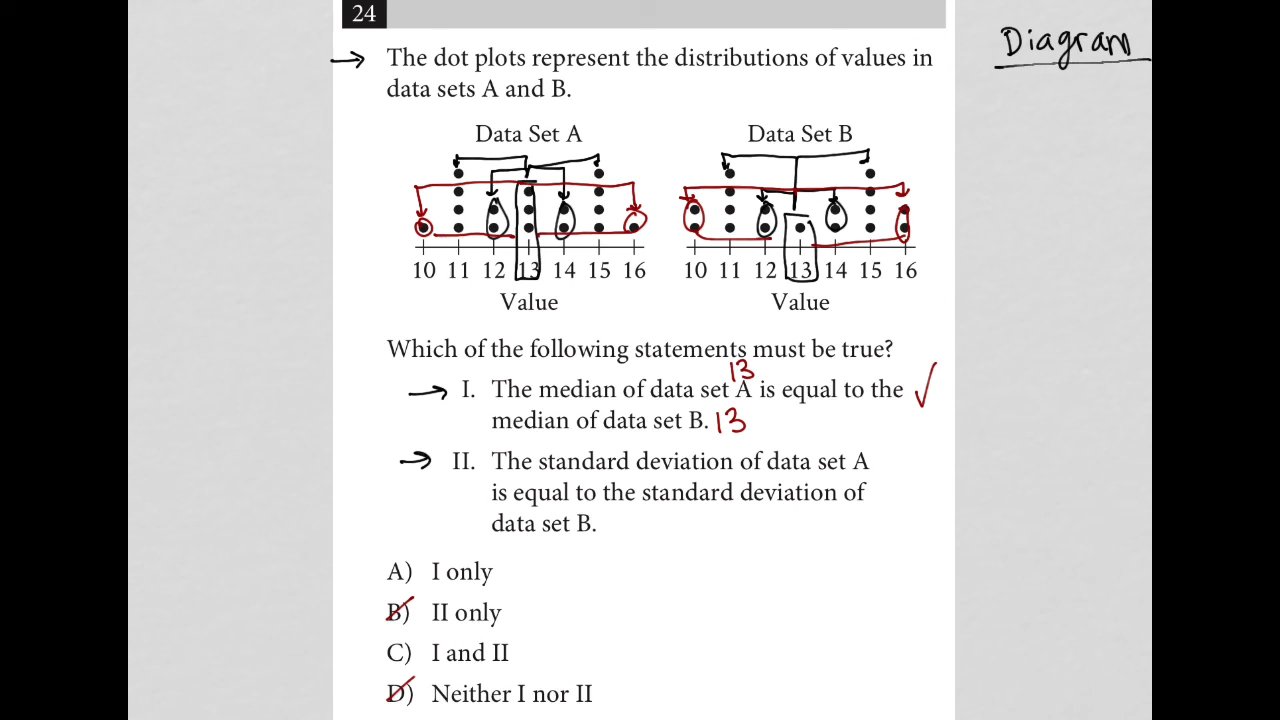 24
Diagram
The dot plots represent the distributions of values in
data sets A and B.
Data Set A Data Set B
10 11 12 13 14 15 16 10 11 12 13 14 15 16
Value Value
Which of the following statements must be true?
13
I. The median of data set A is equal to the
median of data set B. 13
II. The standard deviation of data set A
is equal to the standard deviation of
data set B.
A) I only
B) II only
C) I and II
D) Neither I nor II